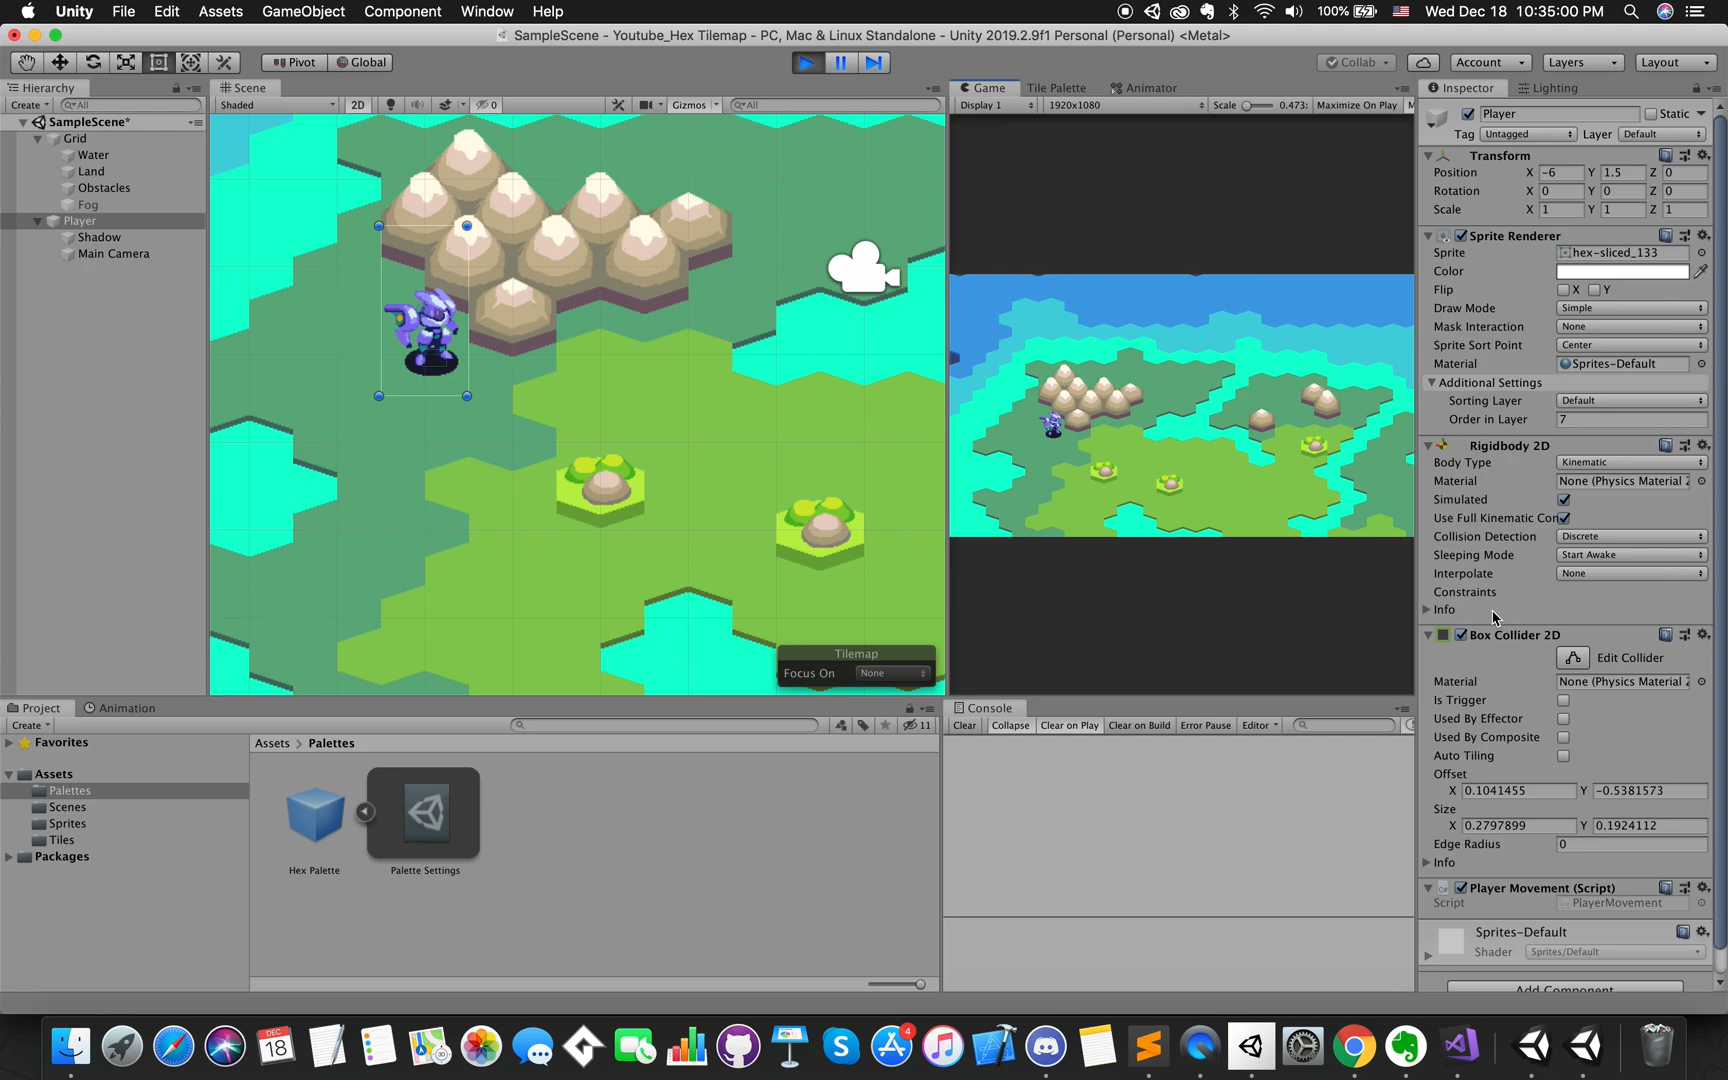 Unity File Edit Assets GameObject Component Window Help 100% Wed Dec 18 10:35:00 PM
SampleScene - Youtube_Hex Tilemap - PC, Mac & Linux Standalone - Unity 2019.2.9f1 Personal (Personal) <Metal>
Pivot Global Collab Account Layers Layout
Hierarchy
Create All
SampleScene*
Grid
Water
Land
Obstacles
Fog
Player
Shadow
Main Camera
Scene
Shaded 2D 0 Gizmos All
Tilemap
Focus On None
Game Tile Palette Animator
Display 1 1920x1080 Scale 0.473: Maximize On Play M
Inspector Lighting
Player Static
Tag Untagged Layer Default
Transform
Position X -6 Y 1.5 Z 0
Rotation X 0 Y 0 Z 0
Scale X 1 Y 1 Z 1
Sprite Renderer
Sprite hex-sliced_133
Color
Flip X Y
Draw Mode Simple
Mask Interaction None
Sprite Sort Point Center
Material Sprites-Default
Additional Settings
Sorting Layer Default
Order in Layer 7
Rigidbody 2D
Body Type Kinematic
Material None (Physics Material 2
Simulated
Use Full Kinematic Con
Collision Detection Discrete
Sleeping Mode Start Awake
Interpolate None
Constraints
Info
Box Collider 2D
Edit Collider
Material None (Physics Material 2
Is Trigger
Used By Effector
Used By Composite
Auto Tiling
Offset
X 0.1041455 Y -0.5381573
Size
X 0.2797899 Y 0.1924112
Edge Radius 0
Info
Player Movement (Script)
Script PlayerMovement
Sprites-Default
Shader Sprites/Default
Add Component
Project Animation
Create 11
Favorites
Assets
Palettes
Scenes
Sprites
Tiles
Packages
Assets > Palettes
Hex Palette Palette Settings
Console
Clear Collapse Clear on Play Clear on Build Error Pause Editor
DEC
18
4